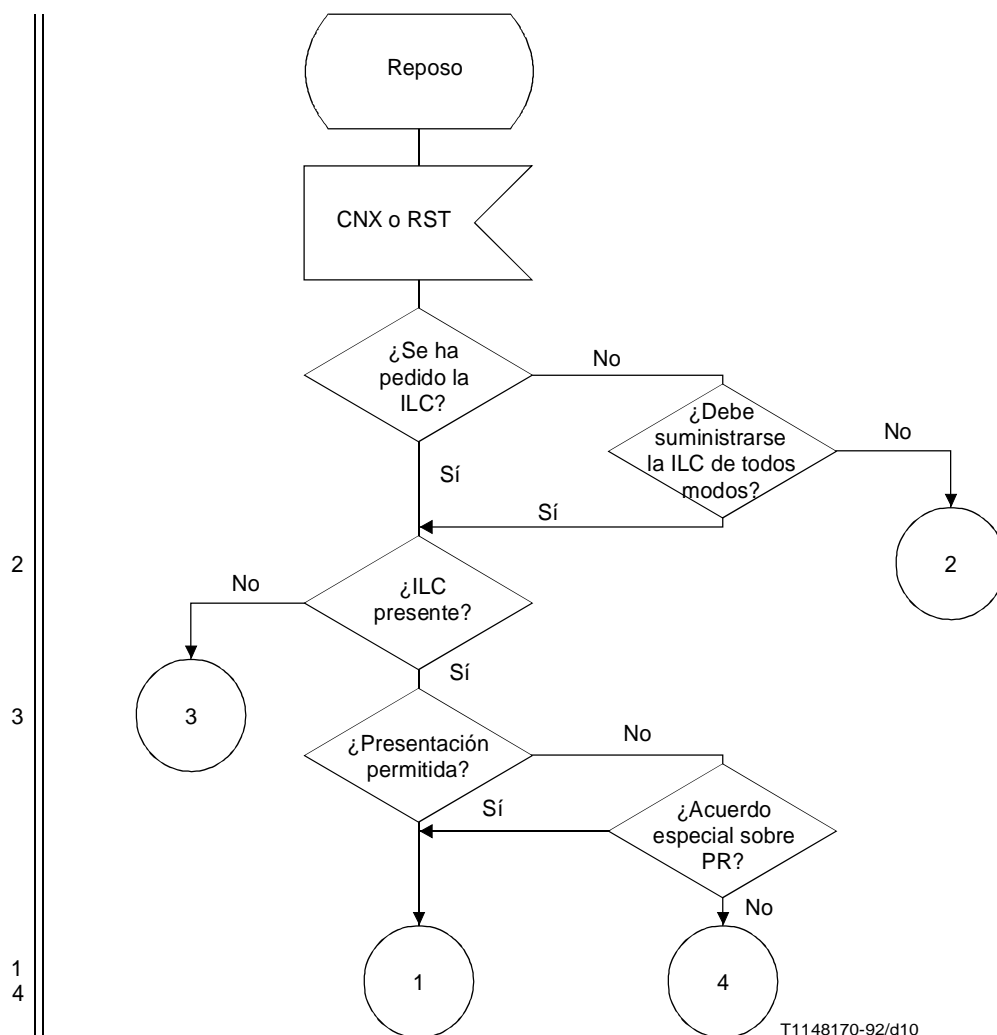 Reposo
CNX o RST
¿Se ha
pedido la
ILC?
No
¿Debe
suministrarse
la ILC de todos
modos?
No
Sí
Sí
2
2
¿ILC
presente?
No
Sí
3
3
¿Presentación
permitida?
No
Sí
¿Acuerdo
especial sobre
PR?
No
1
4
1
4
T1148170-92/d10